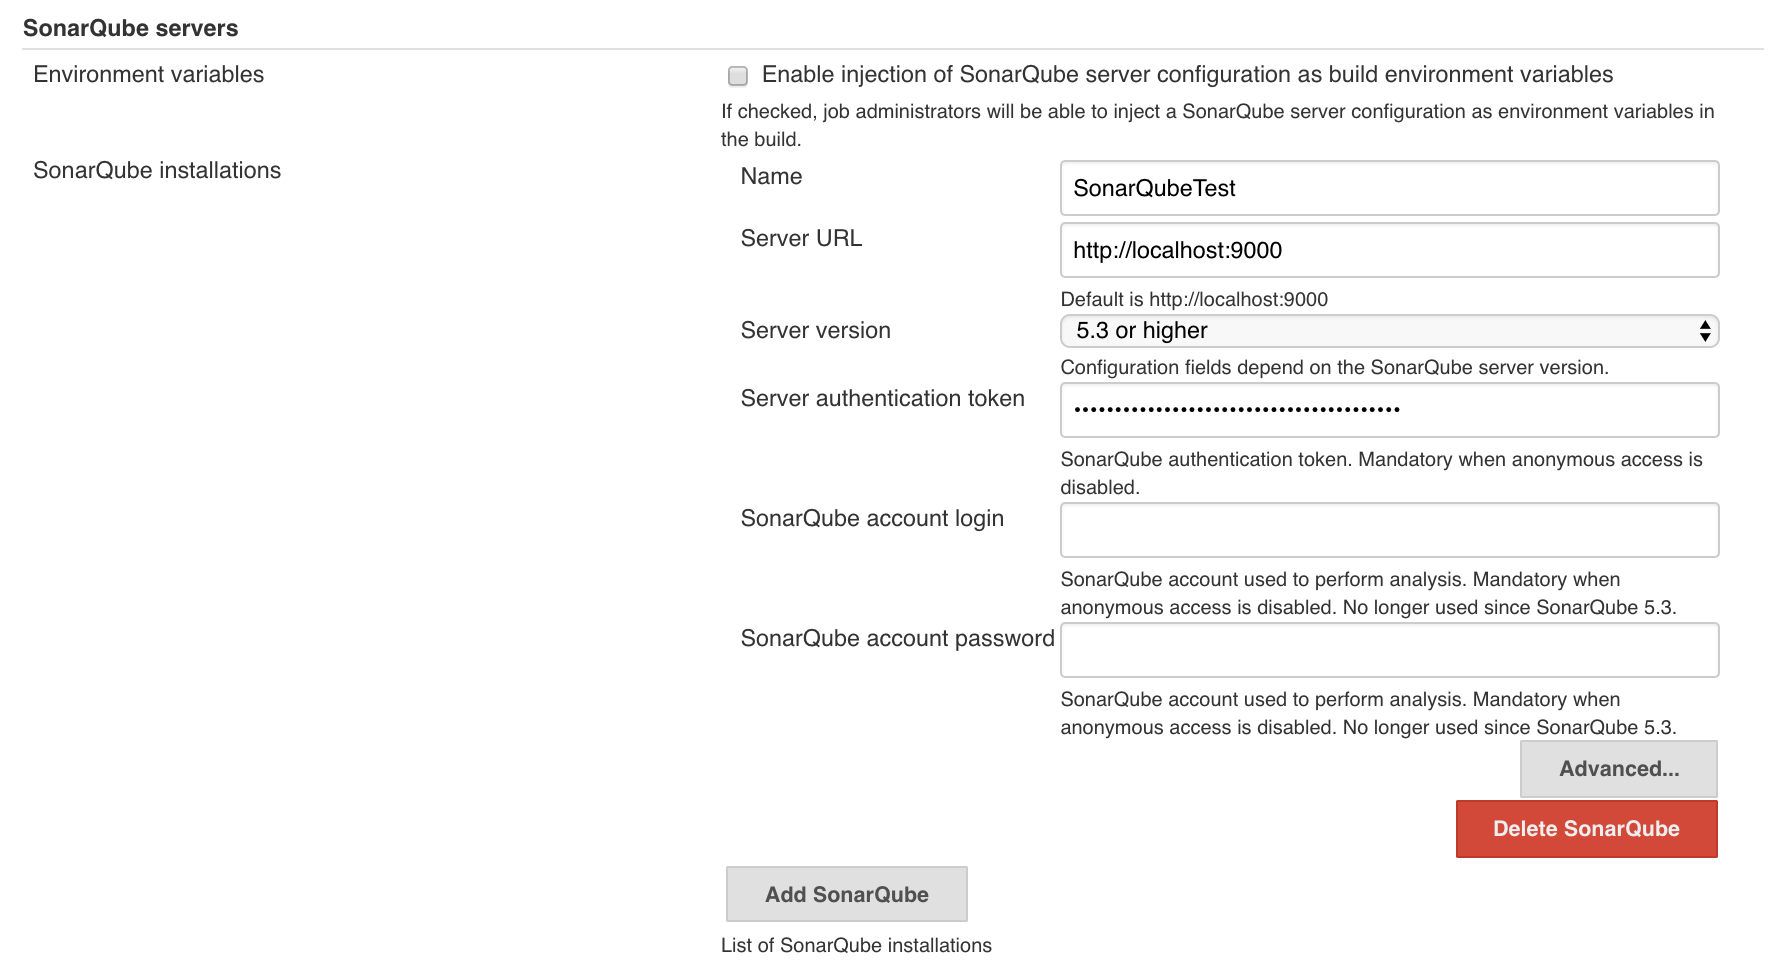 SonarQube servers
Environment variables
Enable injection of SonarQube server configuration as build environment variables
If checked, job administrators will be able to inject a SonarQube server configuration as environment variables in
the build.
SonarQube installations
Name
SonarQubeTest
Server URL
http://localhost:9000
Default is http://localhost:9000
Server version
5.3 or higher
Configuration fields depend on the SonarQube server version.
Server authentication token
••••••••••••••••••••••••••••••••••••••••
SonarQube authentication token. Mandatory when anonymous access is
disabled.
SonarQube account login
SonarQube account used to perform analysis. Mandatory when
anonymous access is disabled. No longer used since SonarQube 5.3.
SonarQube account password
SonarQube account used to perform analysis. Mandatory when
anonymous access is disabled. No longer used since SonarQube 5.3.
Advanced...
Delete SonarQube
Add SonarQube
List of SonarQube installations